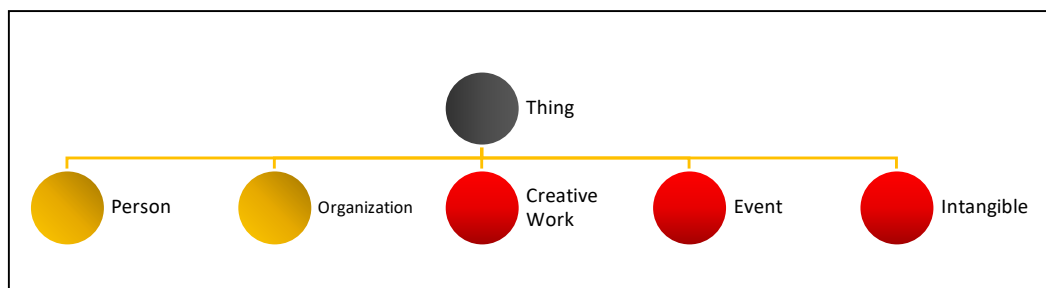 Thing
Person
Organization
Creative
Work
Event
Intangible